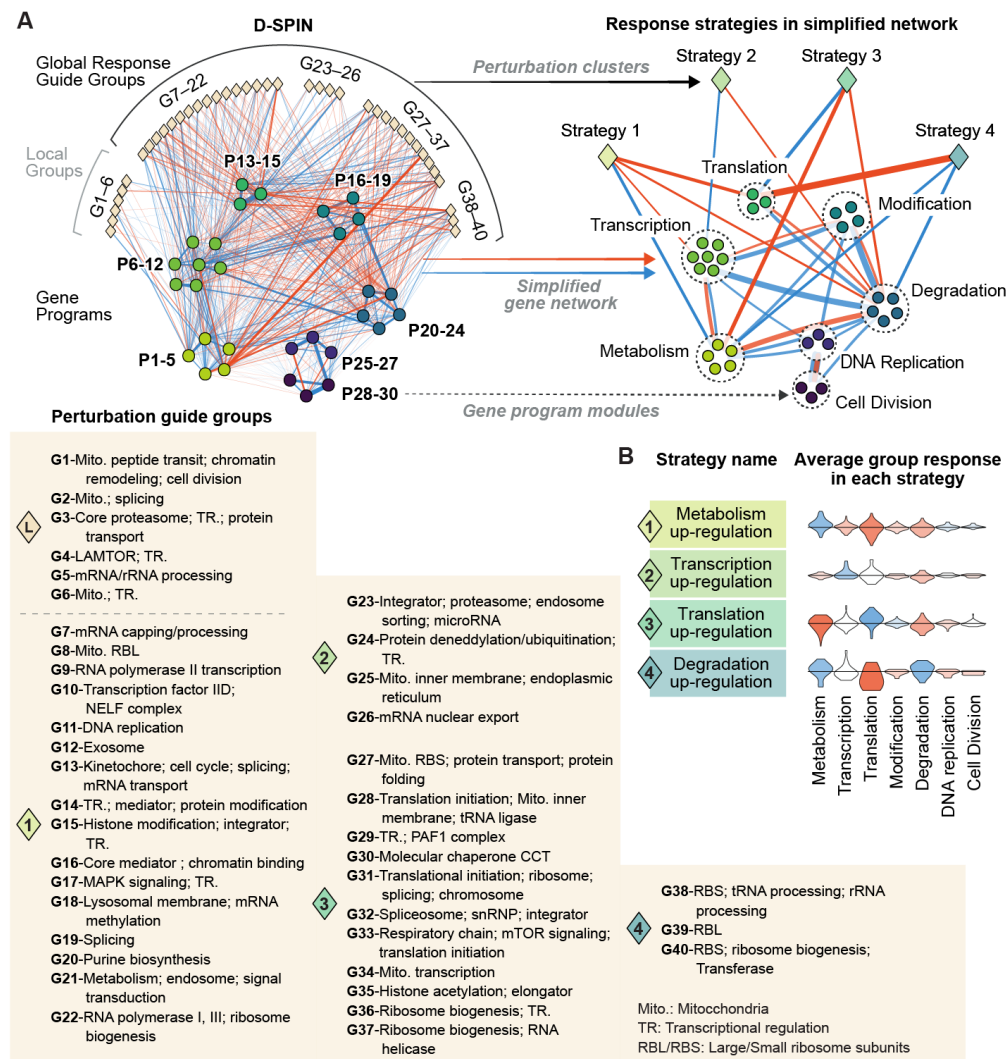 A
D-SPIN
Response strategies in simplified network
Global Response
Guide Groups
Local
Groups
G1–6
G7–22
G23–26
G27–37
G38–40
P13-15
P16-19
P6-12
P20-24
Gene
Programs
P1-5
P25-27
P28-30
Perturbation clusters
Simplified
gene network
Gene program modules
Strategy 1
Strategy 2
Strategy 3
Strategy 4
Translation
Modification
Transcription
Degradation
Metabolism
DNA Replication
Cell Division
Perturbation guide groups
L
G1-Mito. peptide transit; chromatin
remodeling; cell division
G2-Mito.; splicing
G3-Core proteasome; TR.; protein
transport
G4-LAMTOR; TR.
G5-mRNA/rRNA processing
G6-Mito.; TR.
1
G7-mRNA capping/processing
G8-Mito. RBL
G9-RNA polymerase II transcription
G10-Transcription factor IID;
NELF complex
G11-DNA replication
G12-Exosome
G13-Kinetochore; cell cycle; splicing;
mRNA transport
G14-TR.; mediator; protein modification
G15-Histone modification; integrator;
TR.
G16-Core mediator ; chromatin binding
G17-MAPK signaling; TR.
G18-Lysosomal membrane; mRNA
methylation
G19-Splicing
G20-Purine biosynthesis
G21-Metabolism; endosome; signal
transduction
G22-RNA polymerase I, III; ribosome
biogenesis
2
G23-Integrator; proteasome; endosome
sorting; microRNA
G24-Protein deneddylation/ubiquitination;
TR.
G25-Mito. inner membrane; endoplasmic
reticulum
G26-mRNA nuclear export
3
G27-Mito. RBS; protein transport; protein
folding
G28-Translation initiation; Mito. inner
membrane; tRNA ligase
G29-TR.; PAF1 complex
G30-Molecular chaperone CCT
G31-Translational initiation; ribosome;
splicing; chromosome
G32-Spliceosome; snRNP; integrator
G33-Respiratory chain; mTOR signaling;
translation initiation
G34-Mito. transcription
G35-Histone acetylation; elongator
G36-Ribosome biogenesis; TR.
G37-Ribosome biogenesis; RNA
helicase
4
G38-RBS; tRNA processing; rRNA
processing
G39-RBL
G40-RBS; ribosome biogenesis;
Transferase
Mito.: Mitochondria
TR: Transcriptional regulation
RBL/RBS: Large/Small ribosome subunits
B
Strategy name
Average group response
in each strategy
1
Metabolism
up-regulation
2
Transcription
up-regulation
3
Translation
up-regulation
4
Degradation
up-regulation
Metabolism
Transcription
Translation
Modification
Degradation
DNA replication
Cell Division